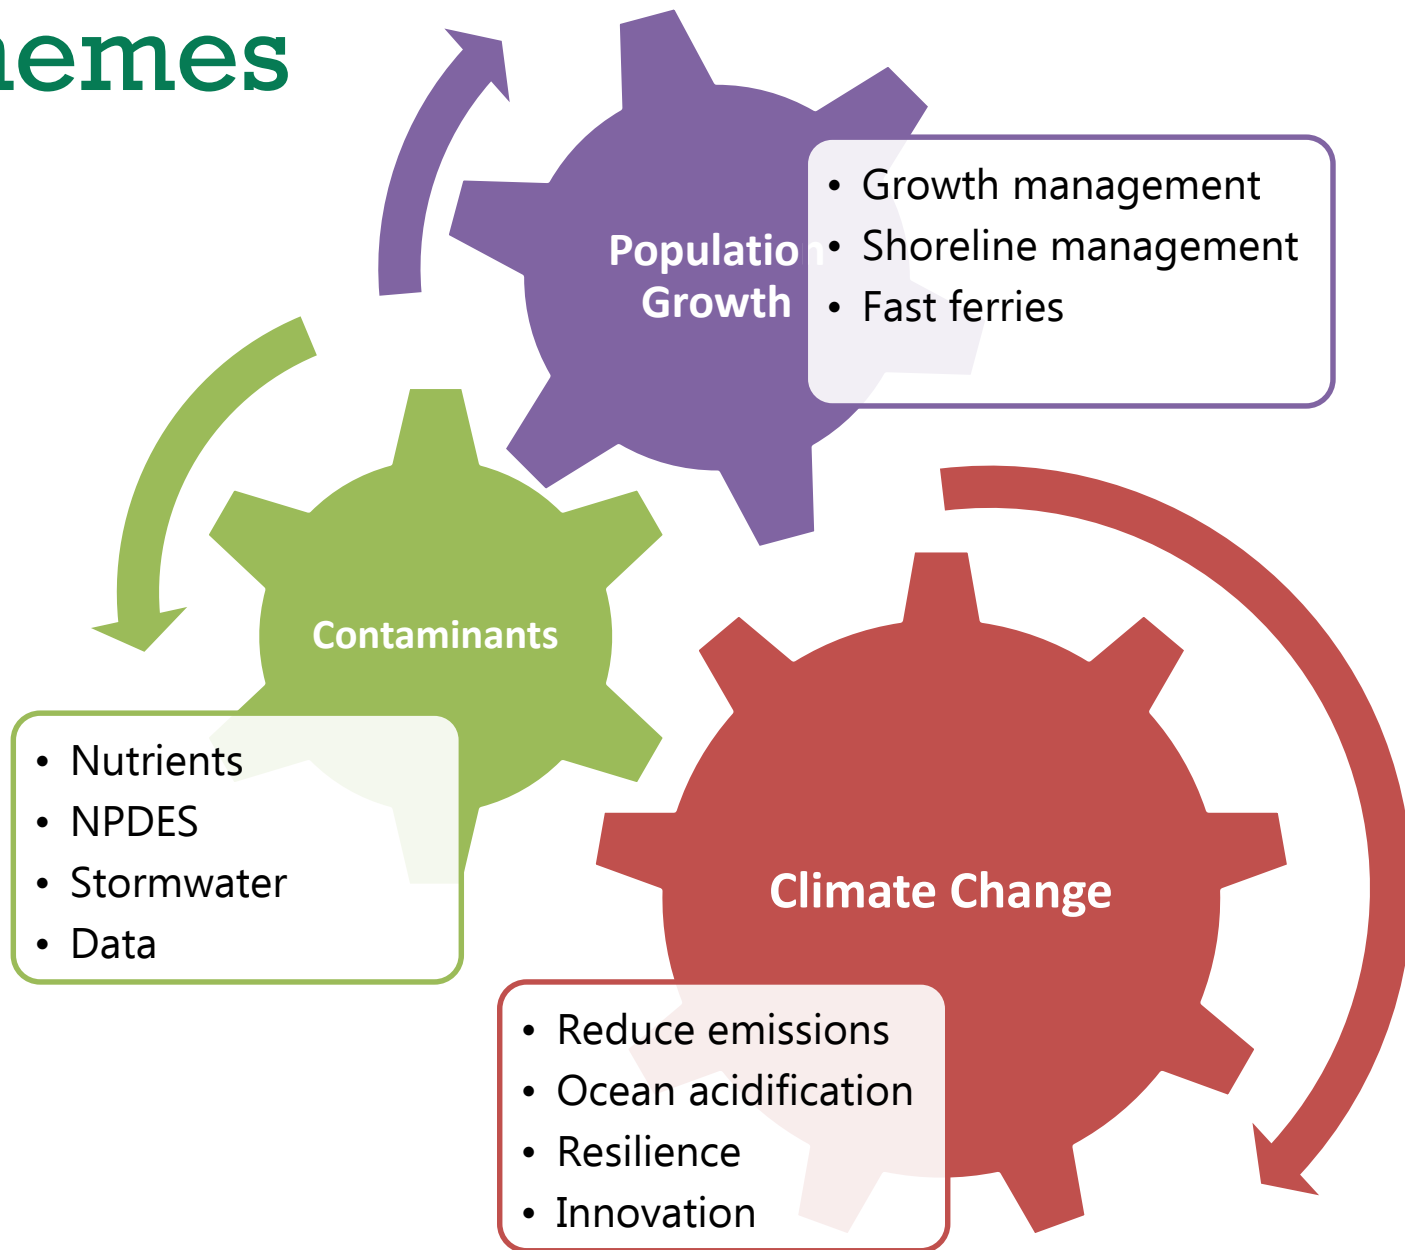 hemes
Population
Growth
• Growth management
• Shoreline management
• Fast ferries
Contaminants
• Nutrients
• NPDES
• Stormwater
• Data
Climate Change
• Reduce emissions
• Ocean acidification
• Resilience
• Innovation